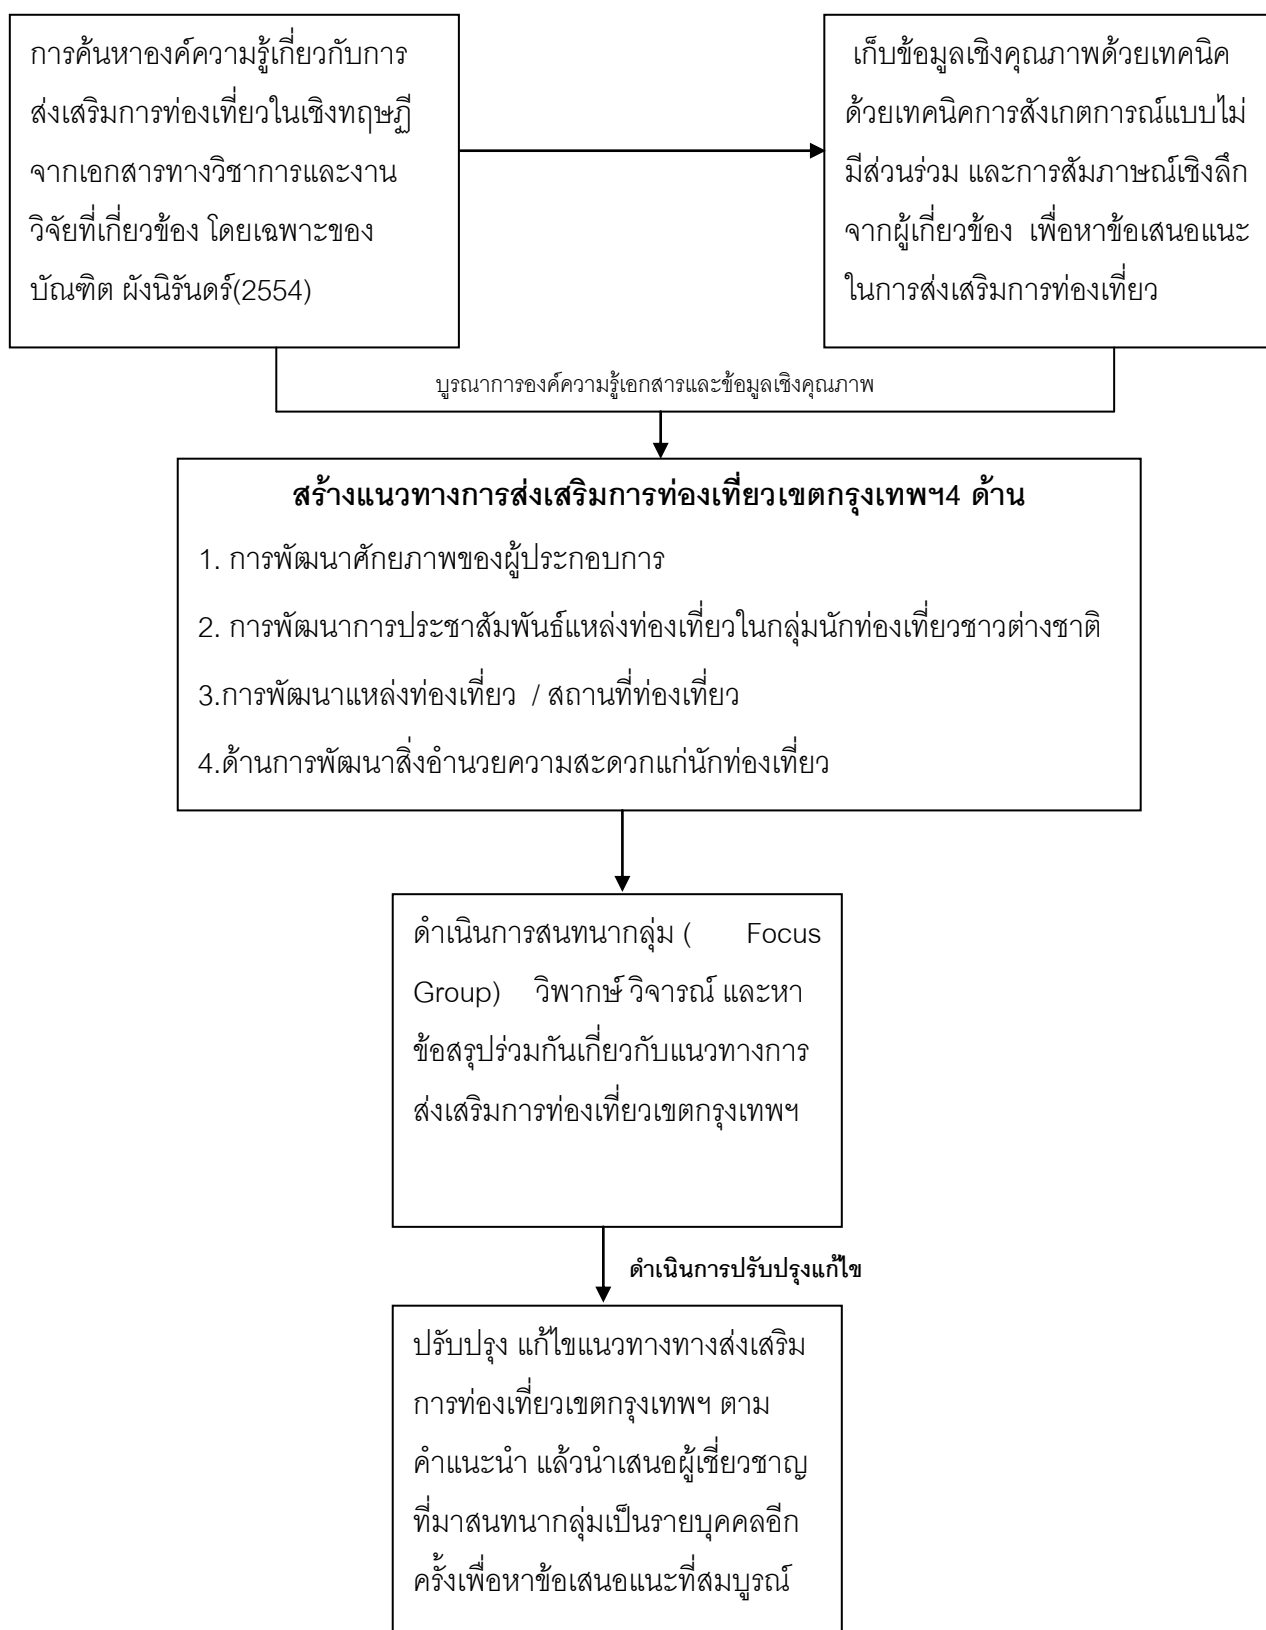 การค้นหาองค์ความรู้เกี่ยวกับการ
ส่งเสริมการท่องเที่ยวในเชิงทฤษฏี
จากเอกสารทางวิชาการและงาน
วิจัยที่เกี่ยวข้อง โดยเฉพาะของ
บัณฑิต ผังนิรันดร์(2554)
เก็บข้อมูลเชิงคุณภาพด้วยเทคนิค
ด้วยเทคนิคการสังเกตการณ์แบบไม่
มีส่วนร่วม และการสัมภาษณ์เชิงลึก
จากผู้เกี่ยวข้อง เพื่อหาข้อเสนอแนะ
ในการส่งเสริมการท่องเที่ยว
บูรณาการองค์ความรู้เอกสารและข้อมูลเชิงคุณภาพ
สร้างแนวทางการส่งเสริมการท่องเที่ยวเขตกรุงเทพฯ4 ด้าน
1. การพัฒนาศักยภาพของผู้ประกอบการ
2. การพัฒนาการประชาสัมพันธ์แหล่งท่องเที่ยวในกลุ่มนักท่องเที่ยวชาวต่างชาติ
3.การพัฒนาแหล่งท่องเที่ยว / สถานที่ท่องเที่ยว
4.ด้านการพัฒนาสิ่งอำนวยความสะดวกแก่นักท่องเที่ยว
ดำเนินการสนทนากลุ่ม ( Focus
Group) วิพากษ์ วิจารณ์ และหา
ข้อสรุปร่วมกันเกี่ยวกับแนวทางการ
ส่งเสริมการท่องเที่ยวเขตกรุงเทพฯ
ดำเนินการปรับปรุงแก้ไข
ปรับปรุง แก้ไขแนวทางทางส่งเสริม
การท่องเที่ยวเขตกรุงเทพฯ ตาม
คำแนะนำ แล้วนำเสนอผู้เชี่ยวชาญ
ที่มาสนทนากลุ่มเป็นรายบุคคลอีก
ครั้งเพื่อหาข้อเสนอแนะที่สมบูรณ์